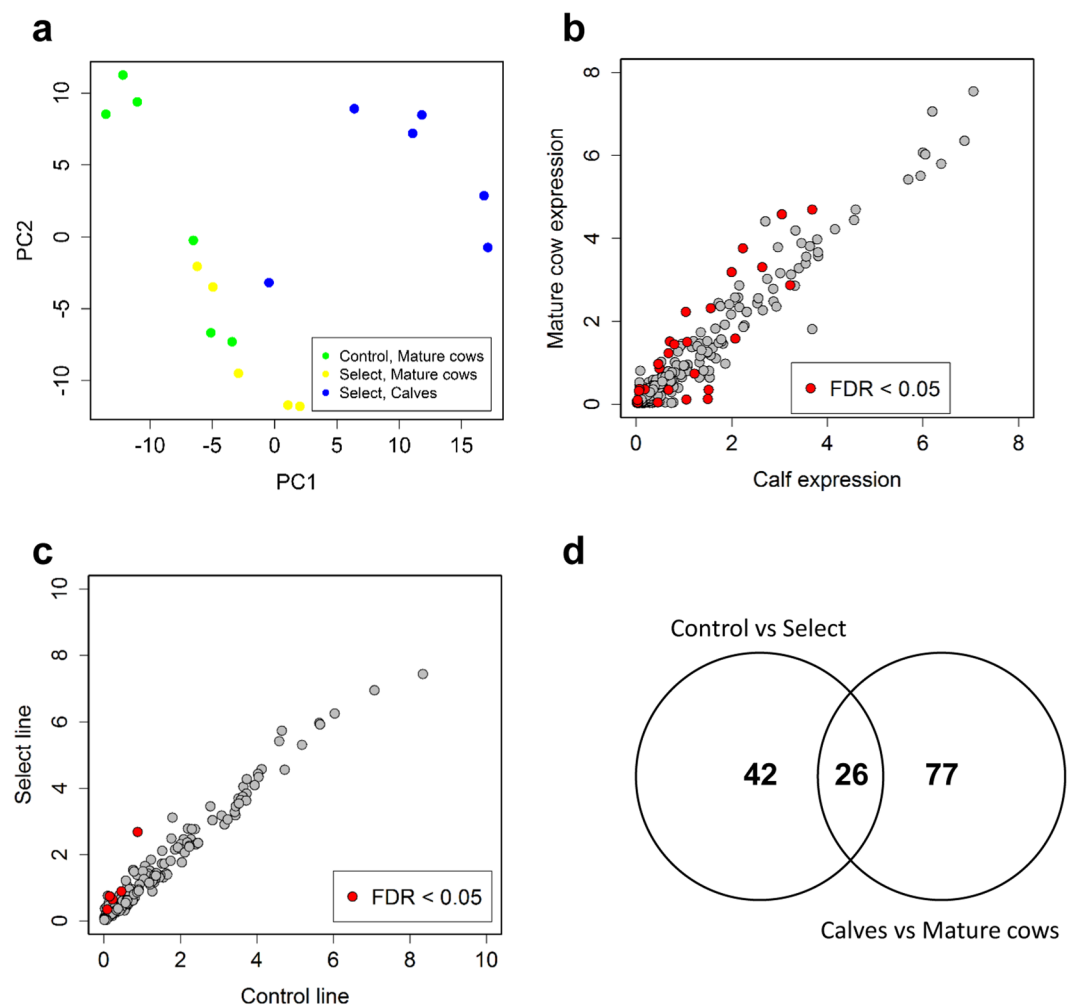 a
10
5
0
-5
-10
PC2
Control, Mature cows
Select, Mature cows
Select, Calves
-10 -5 0 5 10 15
PC1
b
8
6
4
2
0
Mature cow expression
FDR < 0.05
0 2 4 6 8
Calf expression
c
10
8
6
4
2
0
Select line
FDR < 0.05
0 2 4 6 8 10
Control line
d
Control vs Select
42 26 77
Calves vs Mature cows